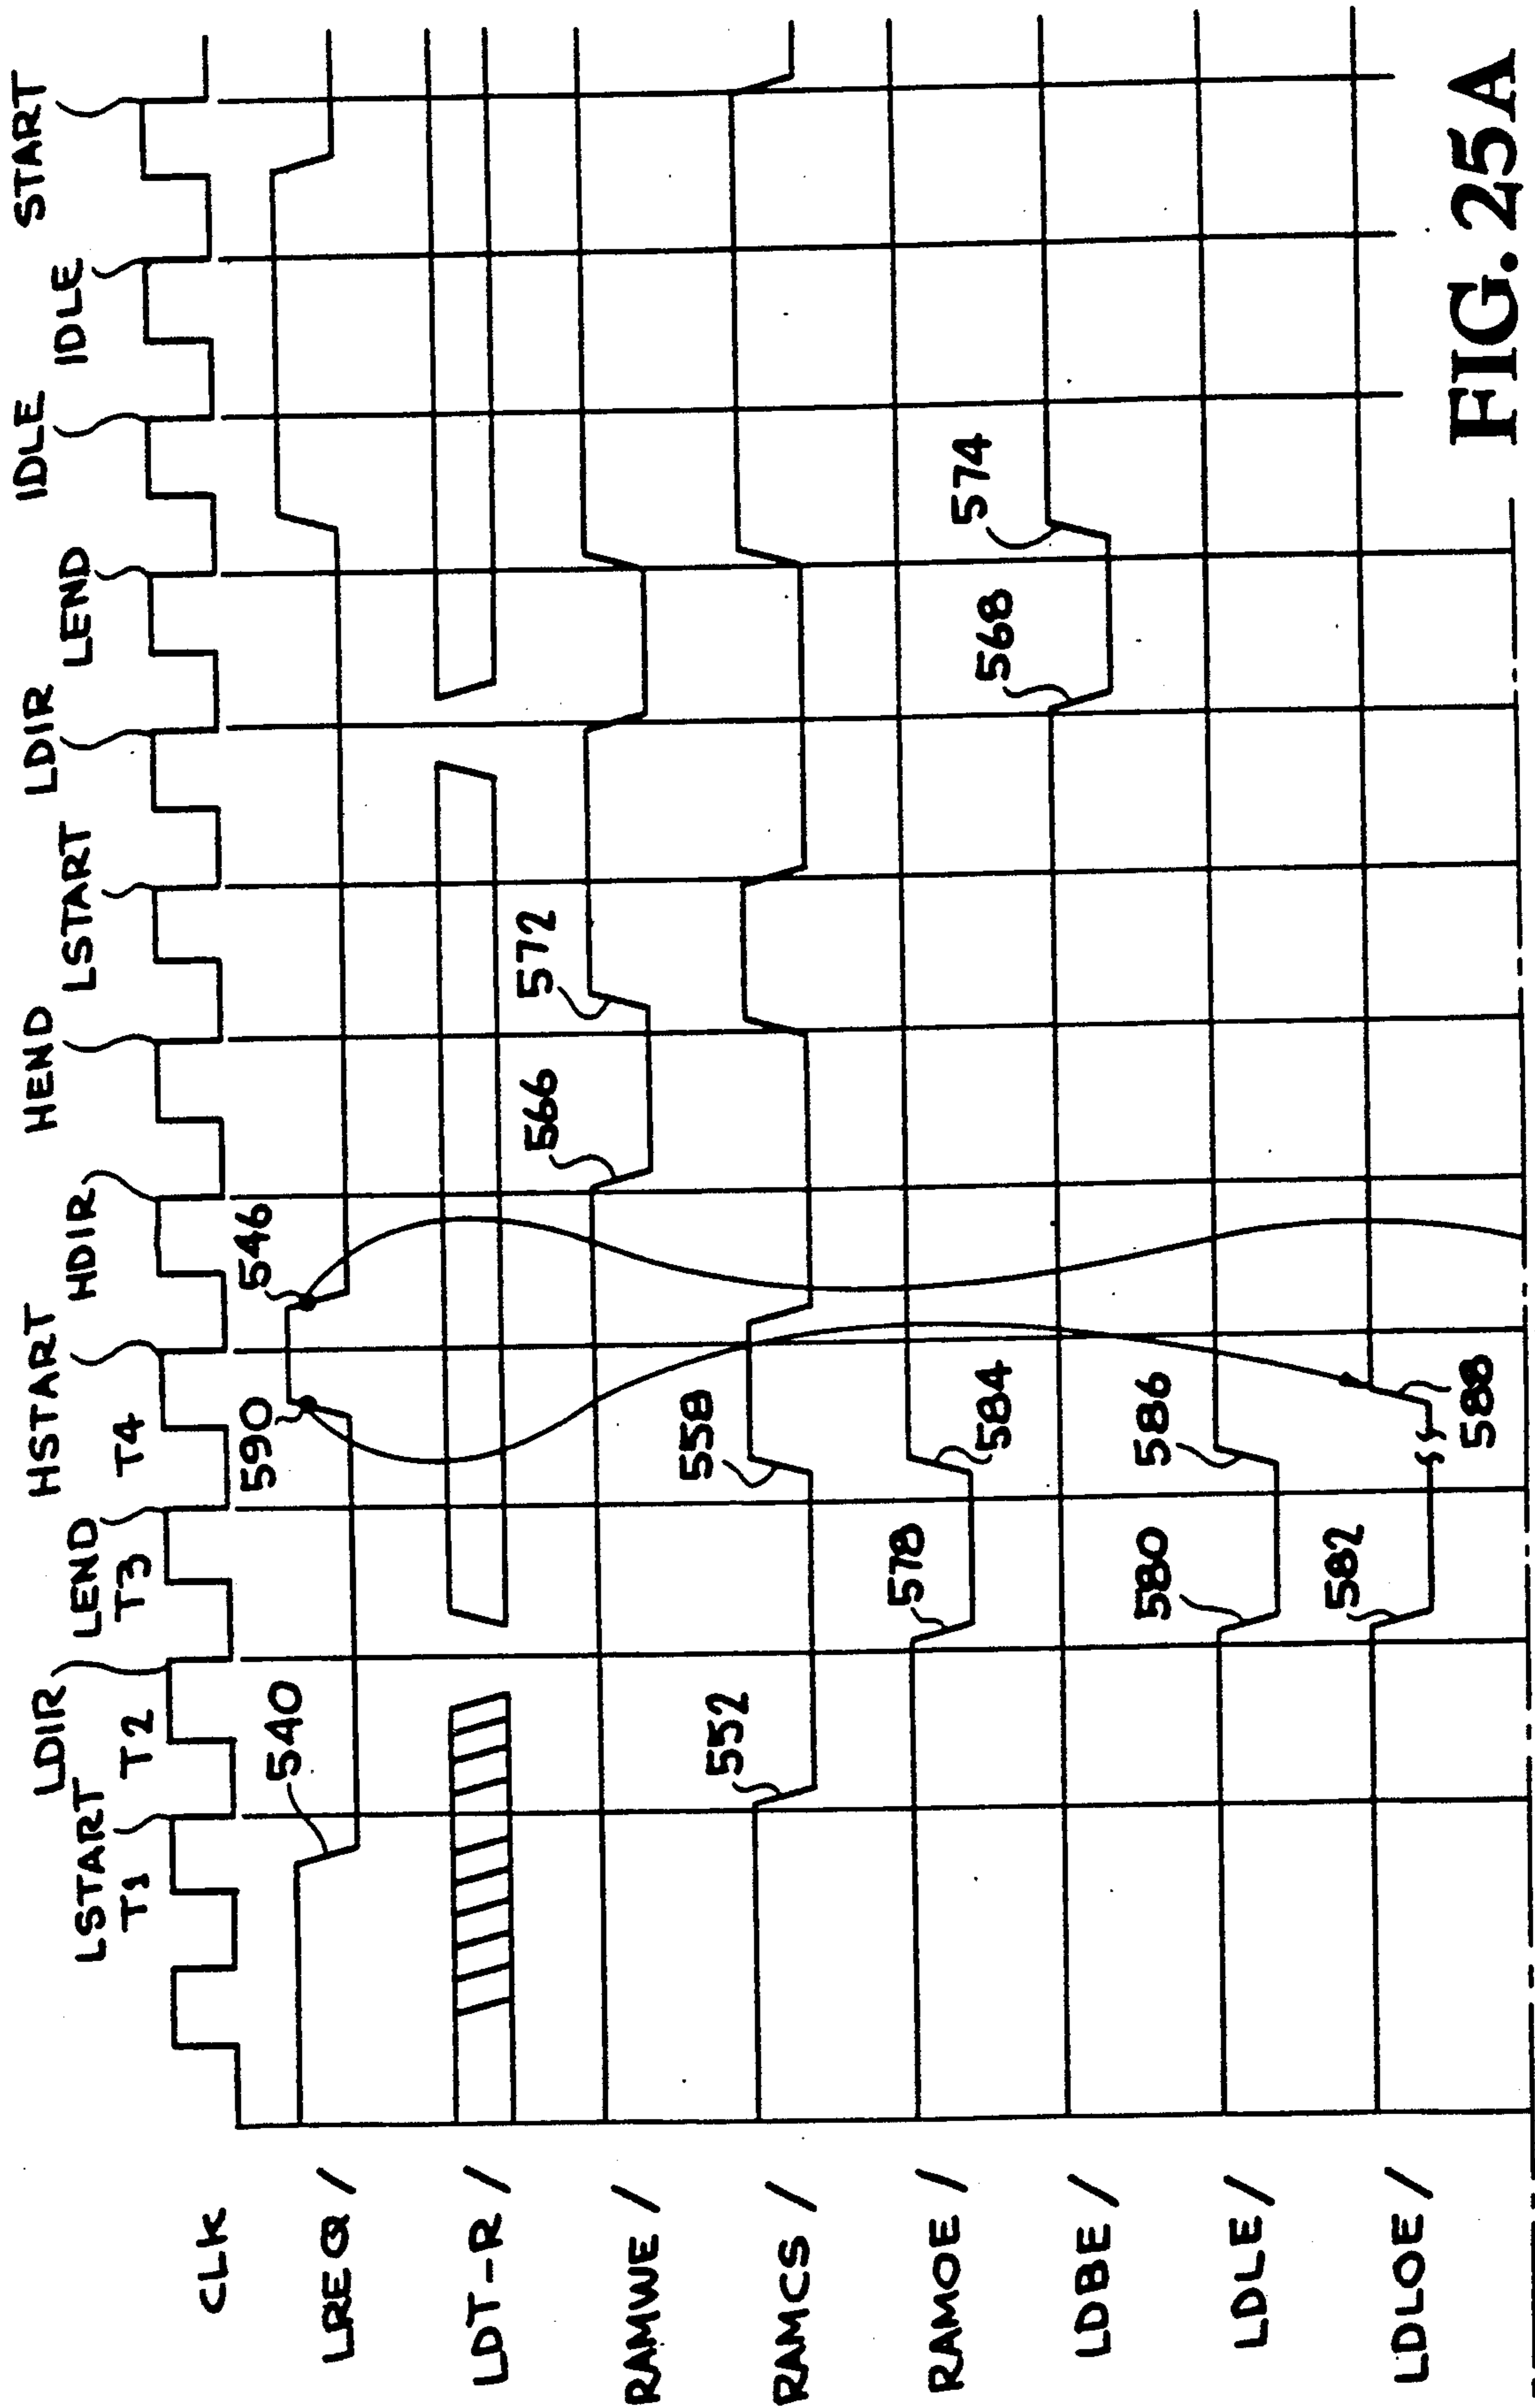 LSTART
T1
LDIR
T2
LEND
T3
HSTART
T4
HDIR
HEND
LSTART
LDIR
LEND
IDLE
IDLE
START
CLK
LREQ /
540
590
546
LDT-R /
RAMWE /
566
572
RAMCS /
552
558
RAMOE /
578
584
LDBE /
568
574
LDLE /
580
586
LDLOE /
582
588
FIG. 25A